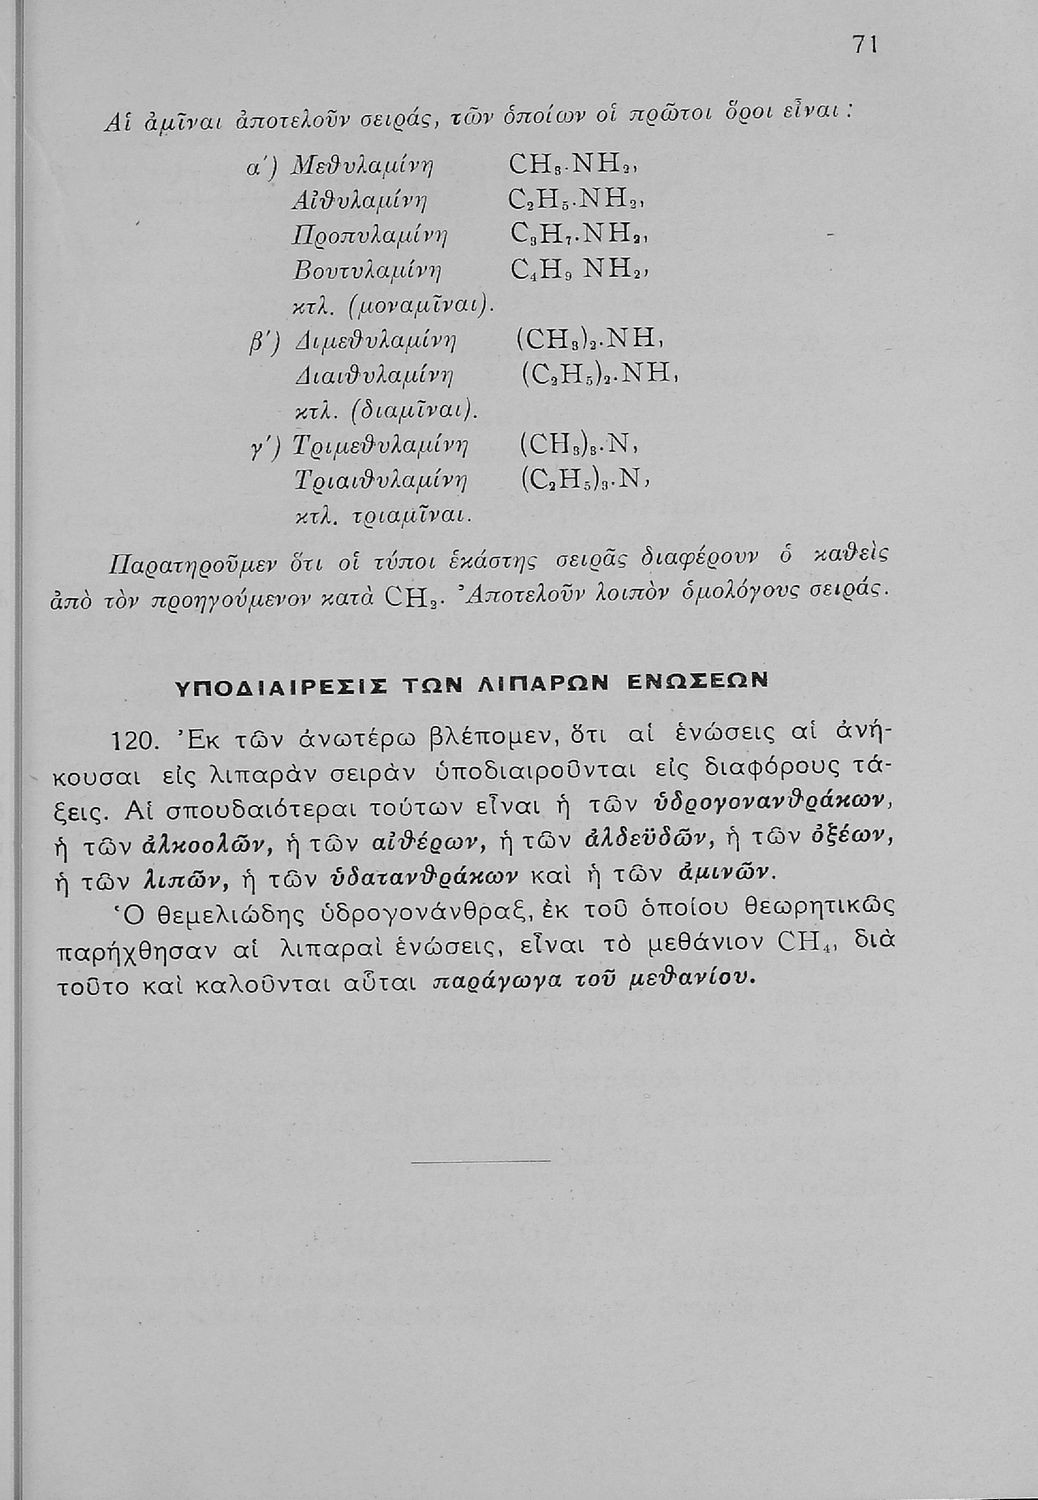 71
Αἱ ἀμῖναι ἀποτελοῦν σειράς, τῶν ὁποίων οἱ πρῶτοι ὅροι εἶναι :
α΄) Μεθυλαμίνη CH₃·NH₂,
Αἰθυλαμίνη C₂H₅·NH₂,
Προπυλαμίνη C₃H₇·NH₂,
Βουτυλαμίνη C₄H₉ NH₂,
κτλ. (μοναμῖναι).
β΄) Διμεθυλαμίνη (CH₃)₂·NH,
Διαιθυλαμίνη (C₂H₅)₂·NH,
κτλ. (διαμῖναι).
γ΄) Τριμεθυλαμίνη (CH₃)₃·N,
Τριαιθυλαμίνη (C₂H₅)₃·N,
κτλ. τριαμῖναι.
Παρατηροῦμεν ὅτι οἱ τύποι ἑκάστης σειρᾶς διαφέρουν ὁ καθεὶς
ἀπὸ τὸν προηγούμενον κατὰ CH₂. Ἀποτελοῦν λοιπὸν ὁμολόγους σειράς.
ΥΠΟΔΙΑΙΡΕΣΙΣ ΤΩΝ ΛΙΠΑΡΩΝ ΕΝΩΣΕΩΝ
120. Ἐκ τῶν ἀνωτέρω βλέπομεν, ὅτι αἱ ἑνώσεις αἱ ἀνή-
κουσαι εἰς λιπαρὰν σειρὰν ὑποδιαιροῦνται εἰς διαφόρους τά-
ξεις. Αἱ σπουδαιότεραι τούτων εἶναι ἡ τῶν ὑδρογονανθράκων,
ἡ τῶν ἀλκοολῶν, ἡ τῶν αἰθέρων, ἡ τῶν ἀλδεϋδῶν, ἡ τῶν ὀξέων,
ἡ τῶν λιπῶν, ἡ τῶν ὑδατανθράκων καὶ ἡ τῶν ἀμινῶν.
Ὁ θεμελιώδης ὑδρογονάνθραξ, ἐκ τοῦ ὁποίου θεωρητικῶς
παρήχθησαν αἱ λιπαραὶ ἑνώσεις, εἶναι τὸ μεθάνιον CH₄, διὰ
τοῦτο καὶ καλοῦνται αὗται παράγωγα τοῦ μεθανίου.